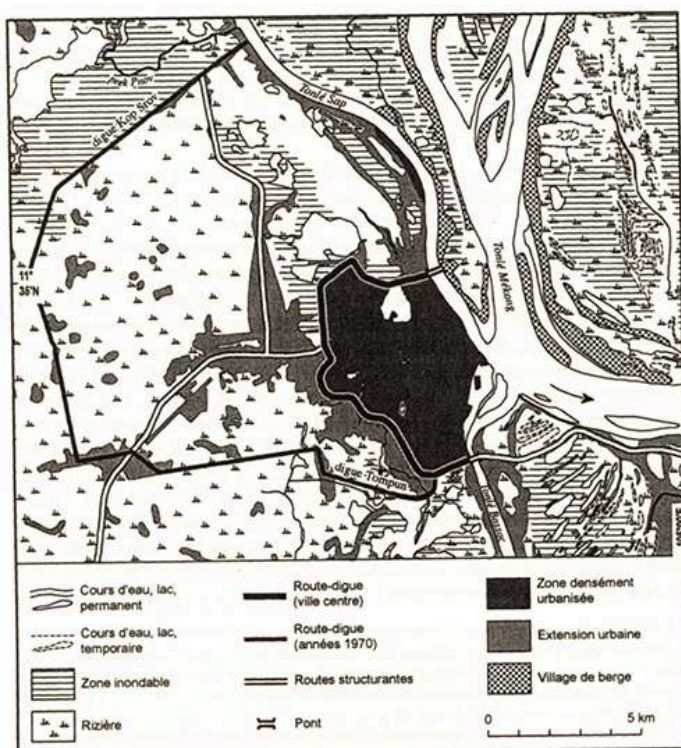 prek Pnov
digue Kop Srov
Tonlé Sap
Tonlé Mékong
11°
35'N
digue Tompun
Tonlé Bassac
Cours d'eau, lac,
permanent
Cours d'eau, lac,
temporaire
Zone inondable
Rizière
Route-digue
(ville centre)
Route-digue
(années 1970)
Routes structurantes
Pont
Zone densément
urbanisée
Extension urbaine
Village de berge
0 5 km